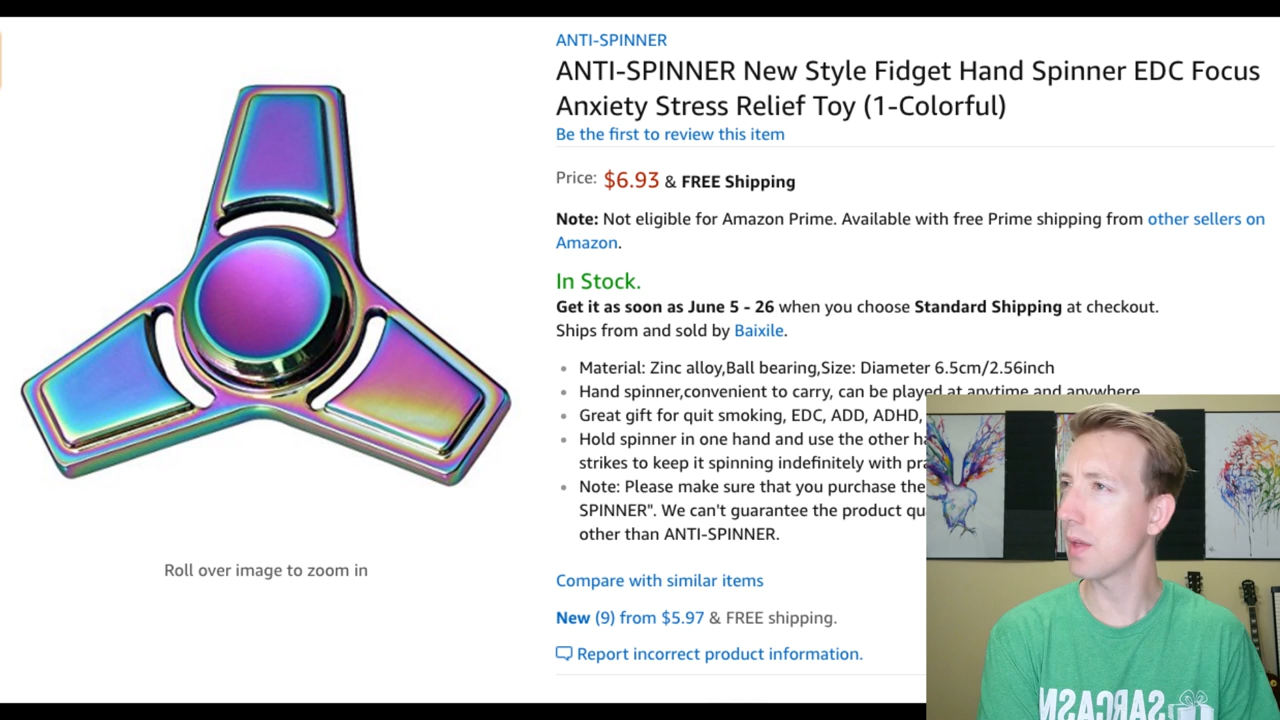 ANTI-SPINNER
ANTI-SPINNER New Style Fidget Hand Spinner EDC Focus
Anxiety Stress Relief Toy (1-Colorful)
Be the first to review this item
Price: $6.93 & FREE Shipping
Note: Not eligible for Amazon Prime. Available with free Prime shipping from other sellers on
Amazon.
In Stock.
Get it as soon as June 5 - 26 when you choose Standard Shipping at checkout.
Ships from and sold by Baixile.
Material: Zinc alloy,Ball bearing,Size: Diameter 6.5cm/2.56inch
Hand spinner,convenient to carry, can be played at anytime and anywhere
Great gift for quit smoking, EDC, ADD, ADHD,
Hold spinner in one hand and use the other
strikes to keep it spinning indefinitely with
Note: Please make sure that you purchase the
SPINNER". We can't guarantee the product
other than ANTI-SPINNER.
Roll over image to zoom in
Compare with similar items
New (9) from $5.97 & FREE shipping.
Report incorrect product information.
SARCASM